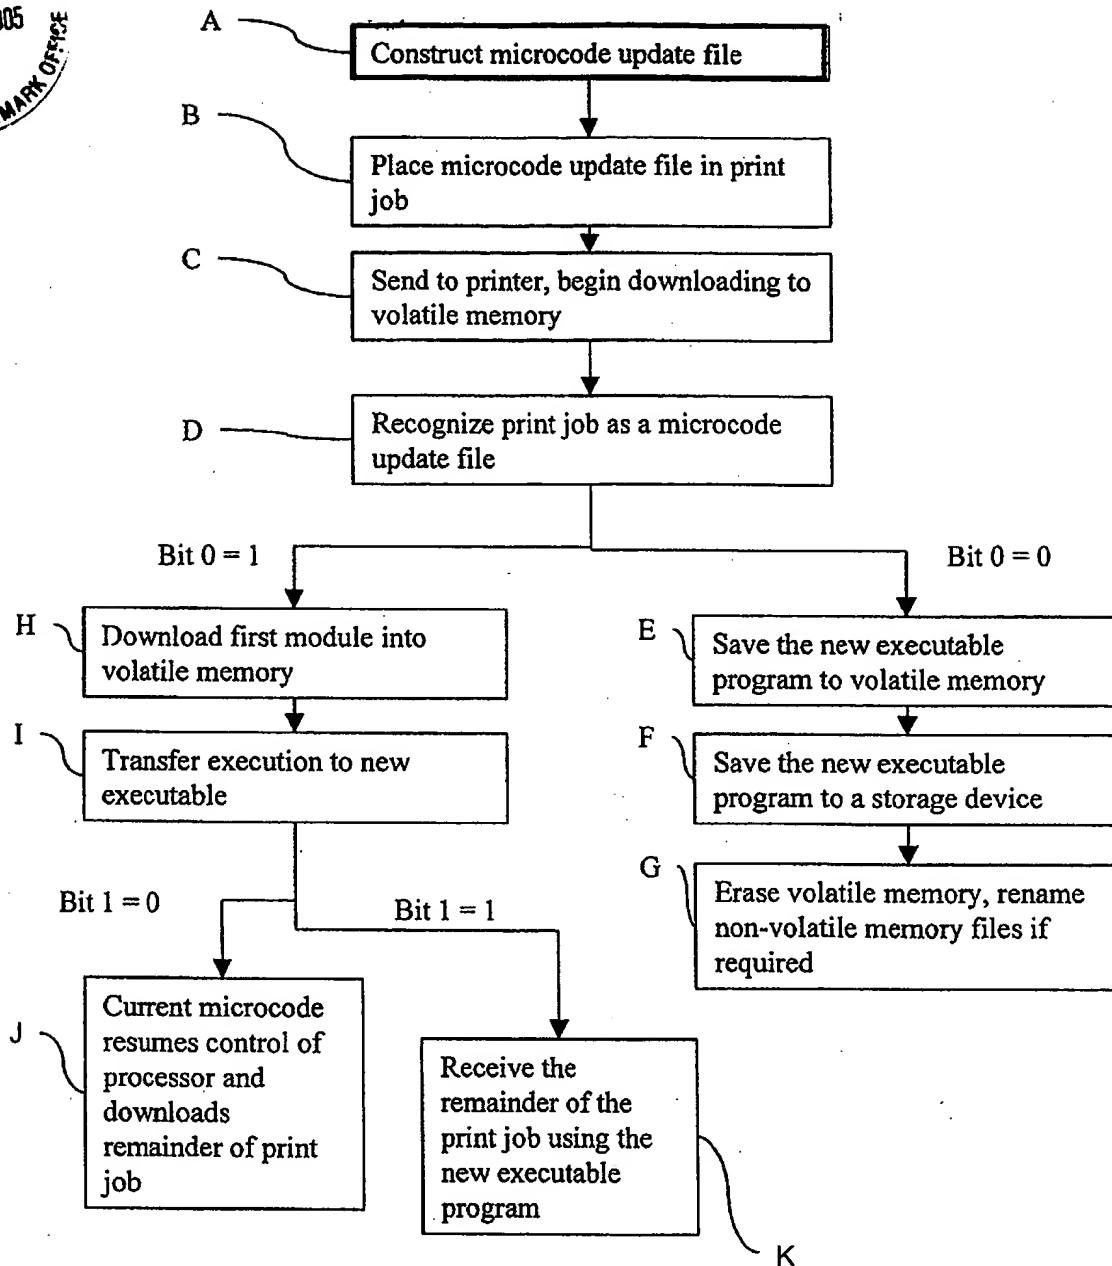 005
MARK OFFICE
A
Construct microcode update file
B
Place microcode update file in print
job
C
Send to printer, begin downloading to
volatile memory
D
Recognize print job as a microcode
update file
Bit 0 = 1
Bit 0 = 0
H
Download first module into
volatile memory
E
Save the new executable
program to volatile memory
I
Transfer execution to new
executable
F
Save the new executable
program to a storage device
G
Erase volatile memory, rename
non-volatile memory files if
required
Bit 1 = 0
Bit 1 = 1
J
Current microcode
resumes control of
processor and
downloads
remainder of print
job
Receive the
remainder of the
print job using the
new executable
program
K